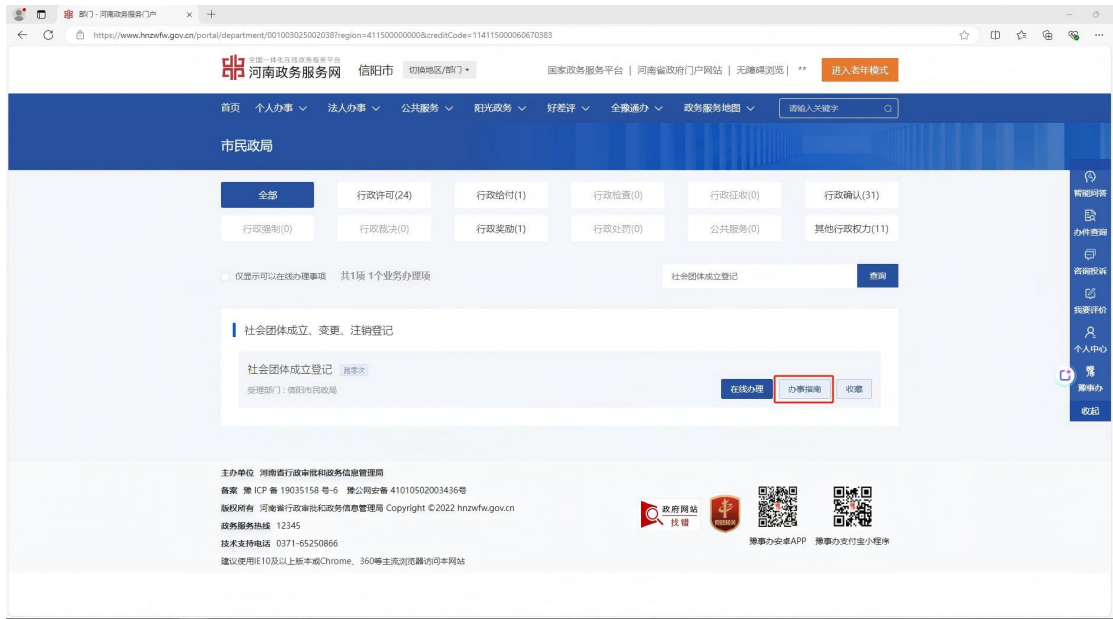 部门 - 河南政务服务门户
https://www.hnzwfw.gov.cn/portal/department/001003025002038?region=411500000000&creditCode=114115000060670383
全国一体化在线政务服务平台
河南政务服务网 信阳市 切换地区/部门 国家政务服务平台 | 河南省政府门户网站 | 无障碍浏览 | ** 进入老年模式
首页 个人办事 法人办事 公共服务 阳光政务 好差评 全豫通办 政务服务地图 请输入关键字
市民政局
全部 行政许可(24) 行政给付(1) 行政检查(0) 行政征收(0) 行政确认(31)
行政强制(0) 行政裁决(0) 行政奖励(1) 行政处罚(0) 公共服务(0) 其他行政权力(11)
仅显示可以在线办理事项 共1项 1个业务办理项 社会团体成立登记 查询
社会团体成立、变更、注销登记
社会团体成立登记 跑零次
受理部门：信阳市民政局
在线办理 办事指南 收藏
智能问答
办件查询
咨询投诉
我要评价
个人中心
豫事办
收起
主办单位 河南省行政审批和政务信息管理局
备案 豫 ICP 备 19035158 号-6 豫公网安备 41010502003436号
版权所有 河南省行政审批和政务信息管理局 Copyright ©2022 hnzwfw.gov.cn
政务服务热线 12345
技术支持电话 0371-65250866
建议使用IE10及以上版本或Chrome、360等主流浏览器访问本网站
政府网站
找错
党政机关
豫事办安卓APP 豫事办支付宝小程序